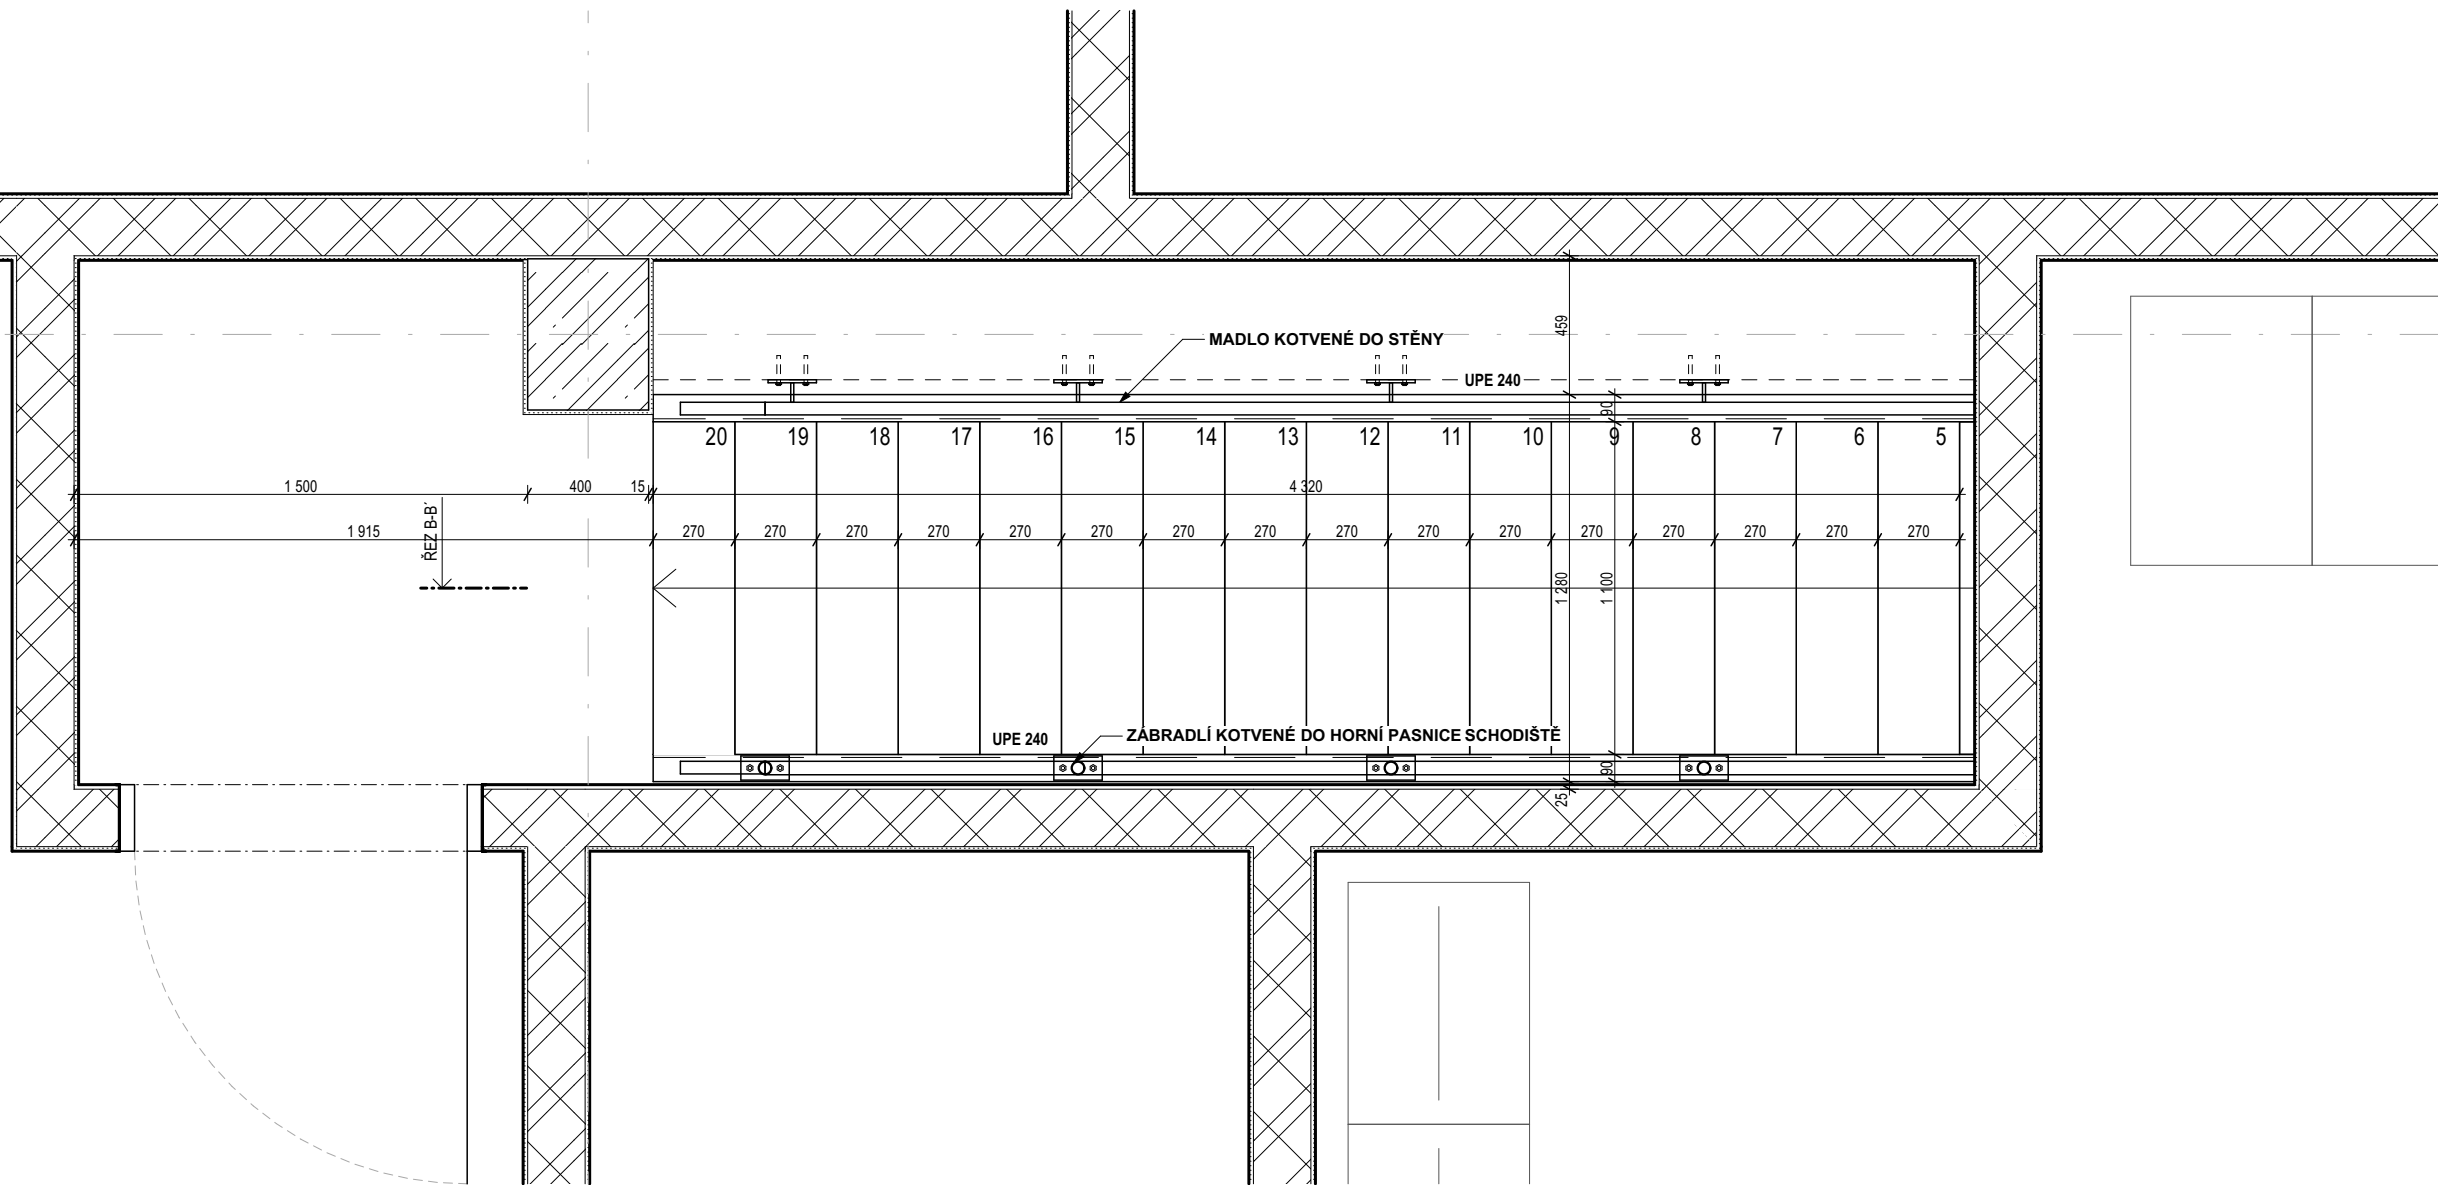 459
MADLO KOTVENÉ DO STĚNY
UPE 240
90
20 19 18 17 16 15 14 13 12 11 10 9 8 7 6 5
1 500 400 15 4 320
ŘEZ B-B´
1 915 270 270 270 270 270 270 270 270 270 270 270 270 270 270 270 270
1 280 1 100
UPE 240 ZÁBRADLÍ KOTVENÉ DO HORNÍ PASNICE SCHODIŠTĚ
90
25